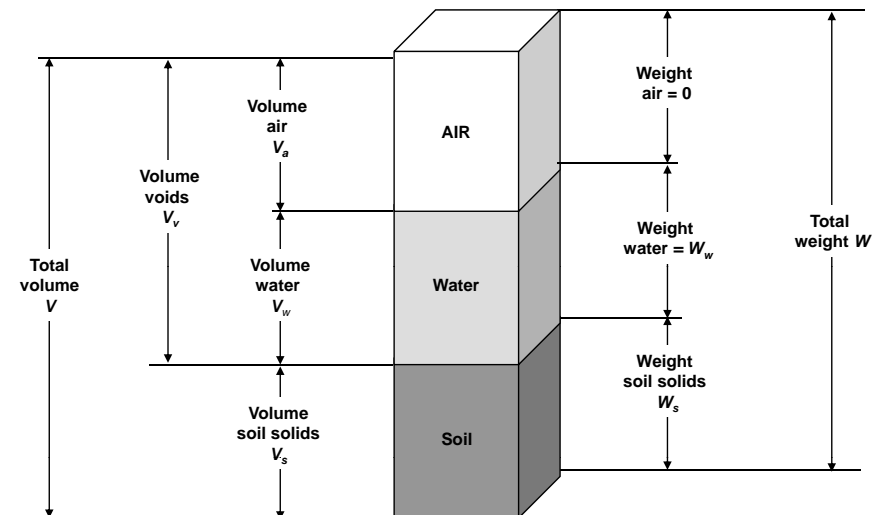 Total
volume
V
Volume
voids
Vv
Volume
air
Va
Volume
water
Vw
Volume
soil solids
Vs
AIR
Water
Soil
Weight
air = 0
Weight
water = Ww
Weight
soil solids
Ws
Total
weight W